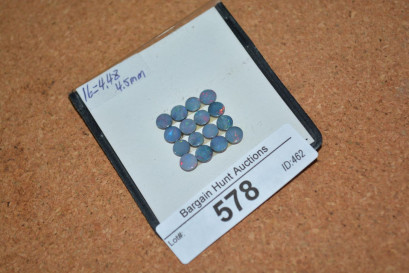 16=4.48
4.5mm
Bargain Hunt Auctions
Lot#:
578
ID:462